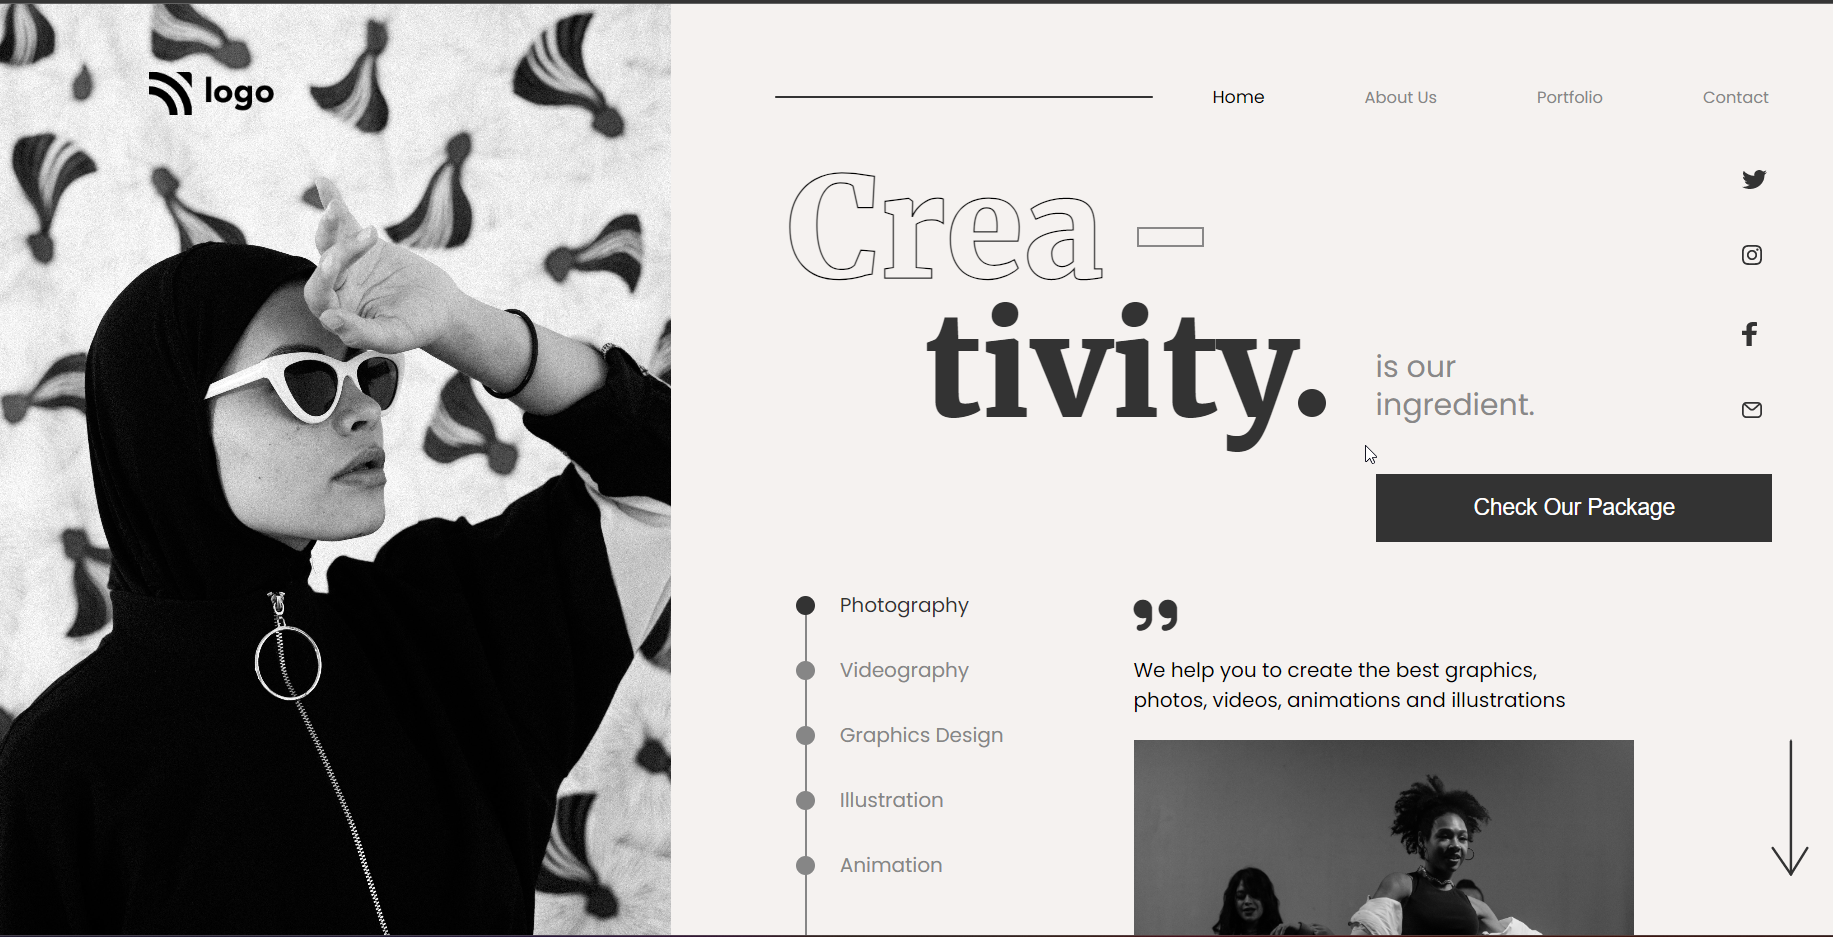 logo
Home
About Us
Portfolio
Contact
Crea –
tivity.
is our
ingredient.
Check Our Package
Photography
Videography
Graphics Design
Illustration
Animation
”
We help you to create the best graphics,
photos, videos, animations and illustrations